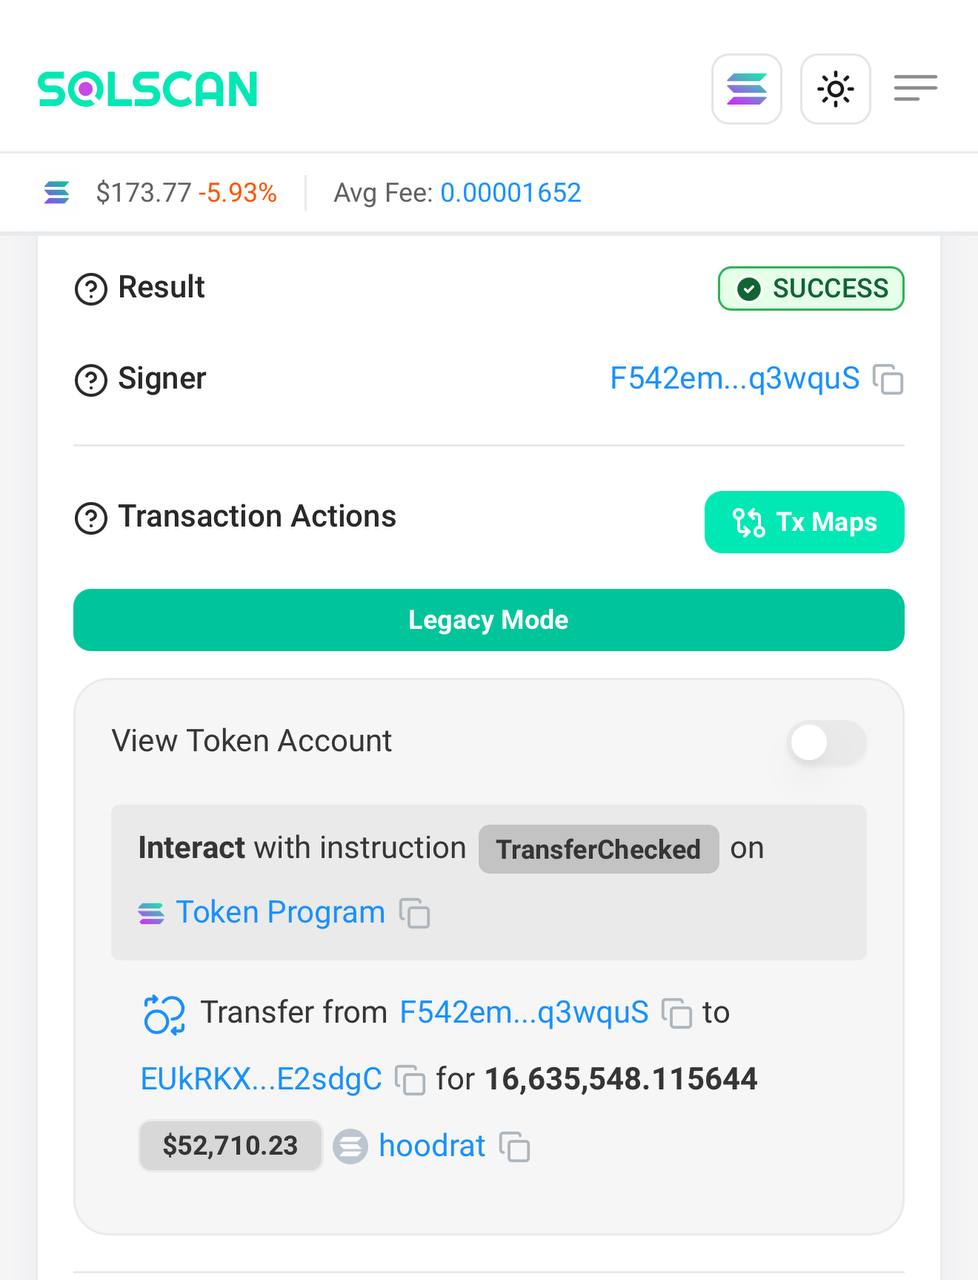 SOLSCAN
$173.77 -5.93% Avg Fee: 0.00001652
Result SUCCESS
Signer F542em...q3wquS
Transaction Actions Tx Maps
Legacy Mode
View Token Account
Interact with instruction TransferChecked on
Token Program
Transfer from F542em...q3wquS to
EUkRKX...E2sdgC for 16,635,548.115644
$52,710.23 hoodrat